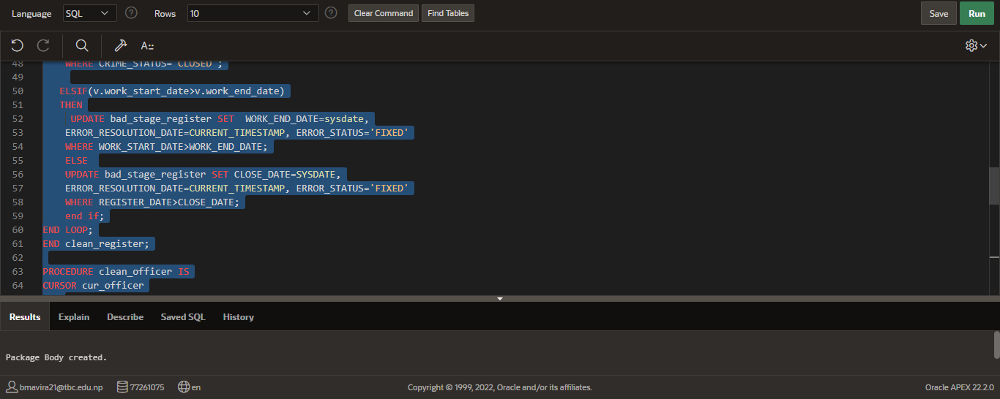 Language SQL Rows 10 Clear Command Find Tables Save Run
A::
48 WHERE CRIME_STATUS='CLOSED';
49
50 ELSIF(v.work_start_date>v.work_end_date)
51 THEN
52 UPDATE bad_stage_register SET WORK_END_DATE=sysdate,
53 ERROR_RESOLUTION_DATE=CURRENT_TIMESTAMP, ERROR_STATUS='FIXED'
54 WHERE WORK_START_DATE>WORK_END_DATE;
55 ELSE
56 UPDATE bad_stage_register SET CLOSE_DATE=SYSDATE,
57 ERROR_RESOLUTION_DATE=CURRENT_TIMESTAMP, ERROR_STATUS='FIXED'
58 WHERE REGISTER_DATE>CLOSE_DATE;
59 end if;
60 END LOOP;
61 END clean_register;
62
63 PROCEDURE clean_officer IS
64 CURSOR cur_officer
Results Explain Describe Saved SQL History
Package Body created.
bmavira21@tbc.edu.np 77261075 en Copyright © 1999, 2022, Oracle and/or its affiliates. Oracle APEX 22.2.0